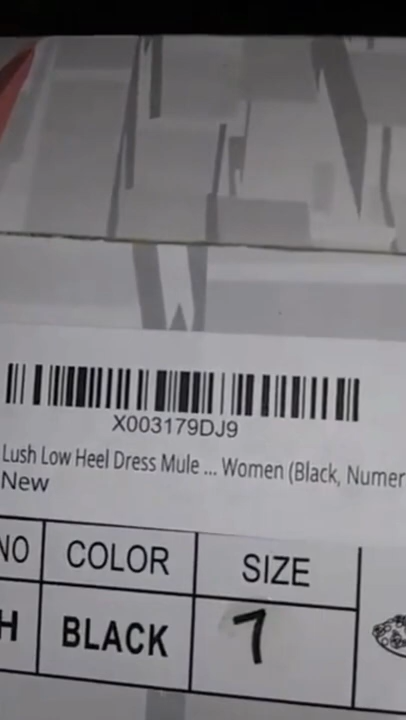 X003179DJ9
Lush Low Heel Dress Mule ... Women (Black, Numer
New
NO COLOR SIZE
H BLACK 7